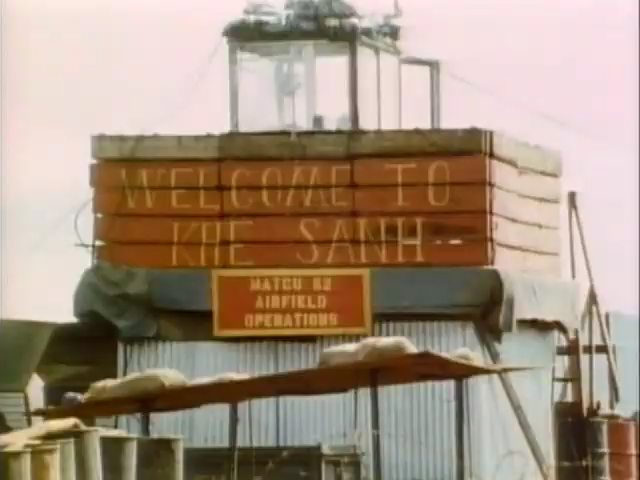 WELCOME TO
KHE SANH
MATCU 62
AIRFIELD
OPERATIONS